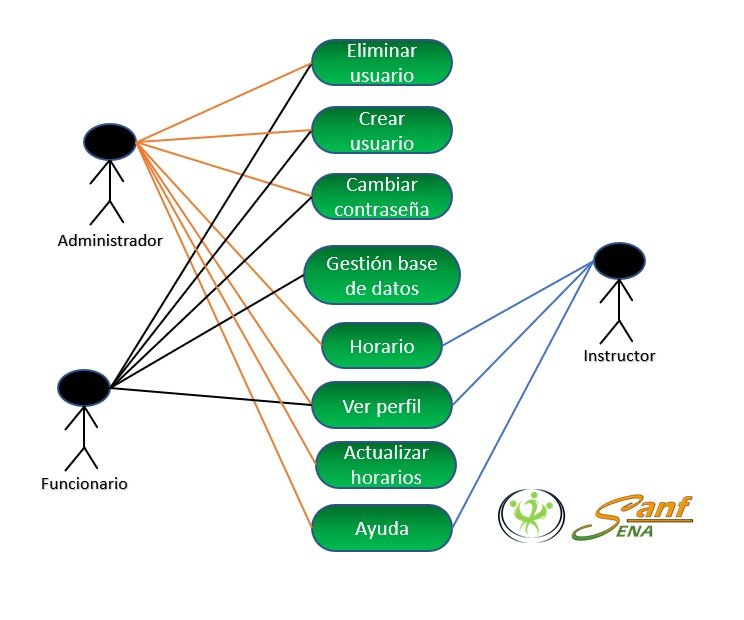 Eliminar
usuario
Crear
usuario
Cambiar
contraseña
Administrador
Gestión base
de datos
Horario
Instructor
Ver perfil
Funcionario
Actualizar
horarios
Ayuda
Sanf
SENA